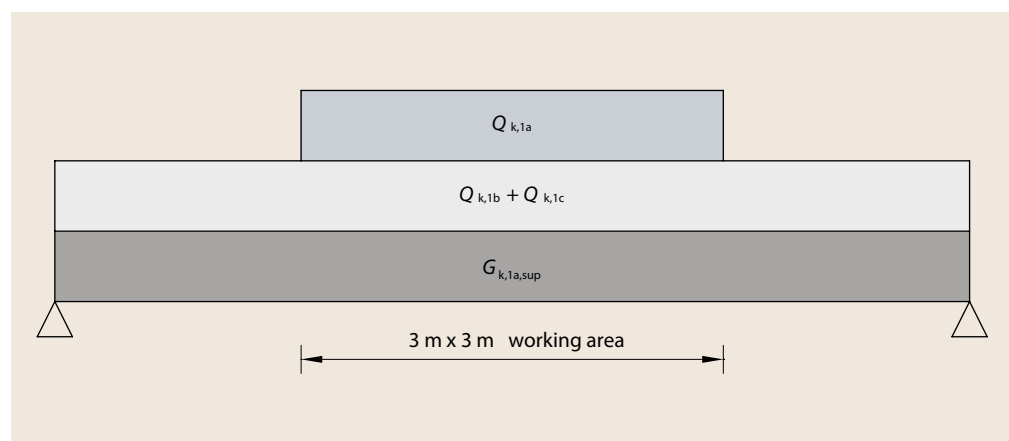 Q k,1a
Q k,1b + Q k,1c
G k,1a,sup
3 m x 3 m working area